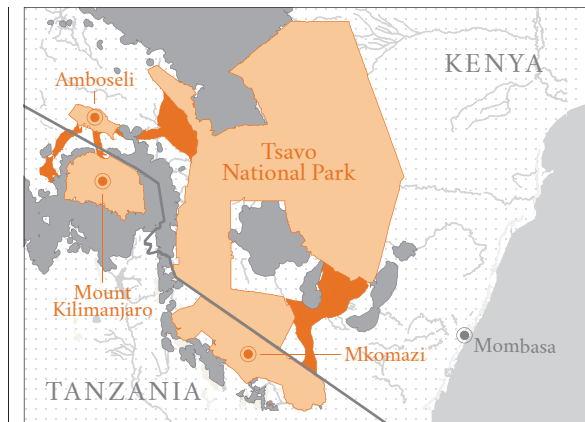 KENYA
Amboseli
Tsavo
National Park
Mount
Kilimanjaro
Mkomazi
Mombasa
TANZANIA